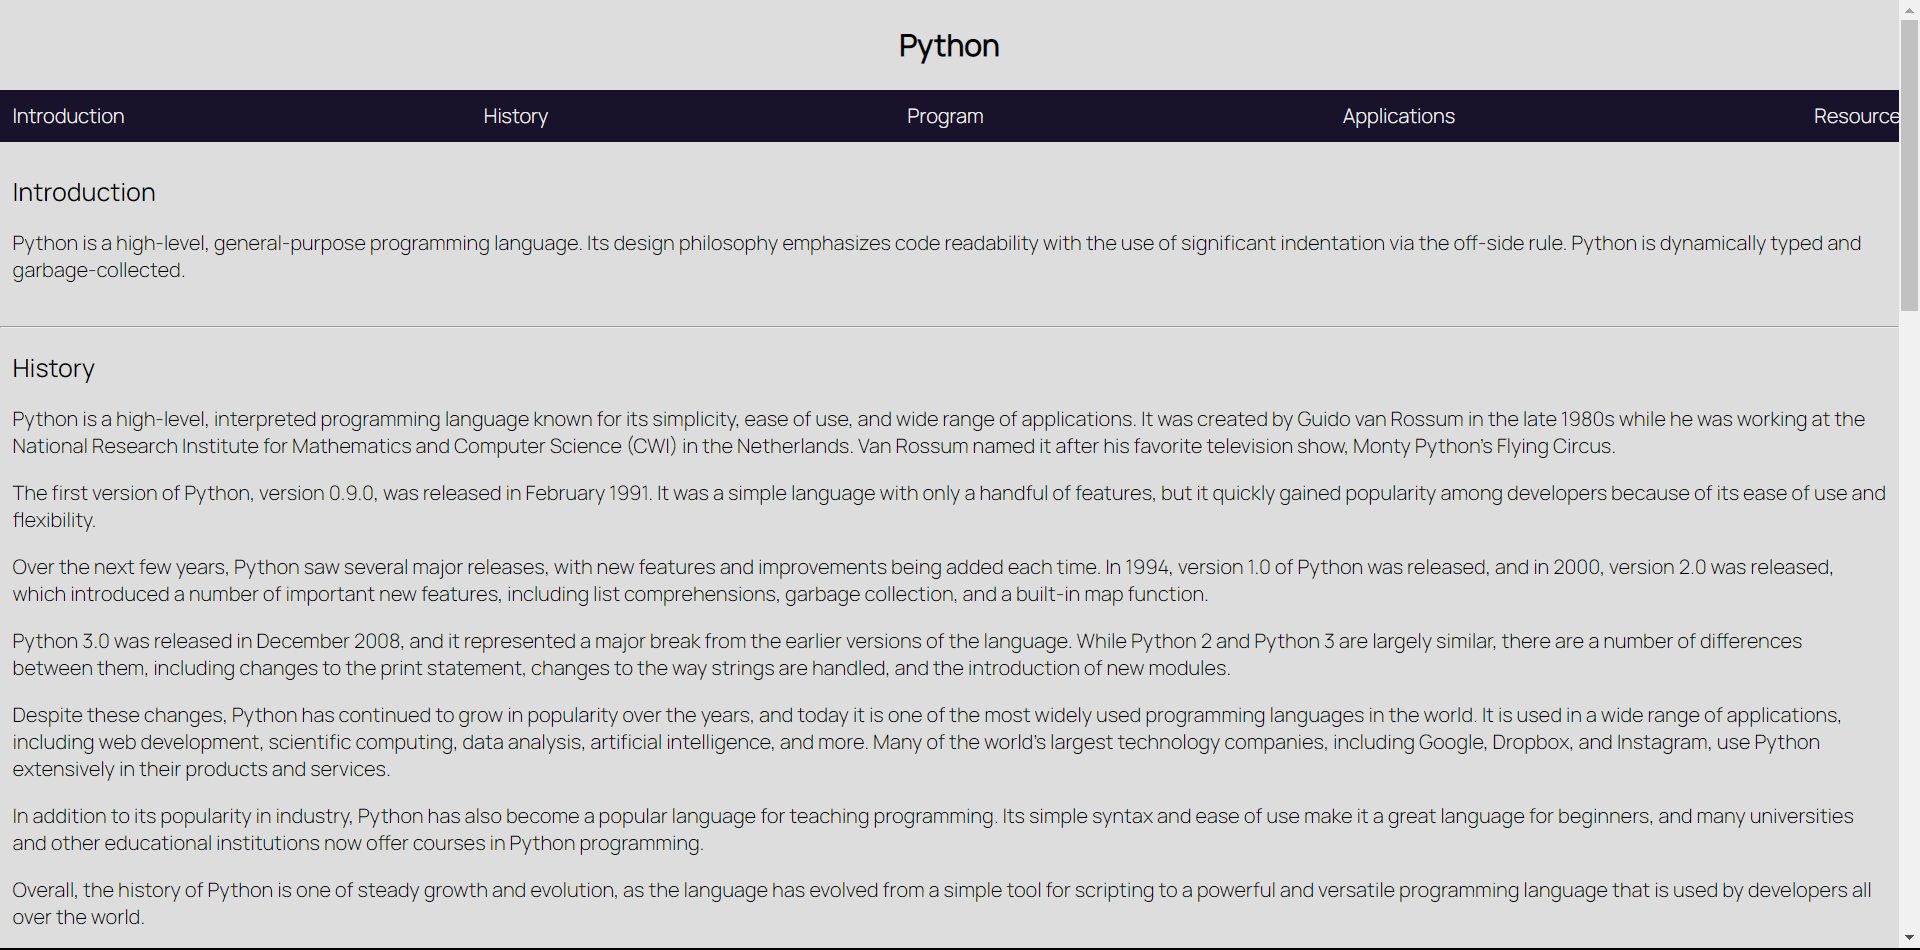 Python
Introduction History Program Applications Resource
Introduction
Python is a high-level, general-purpose programming language. Its design philosophy emphasizes code readability with the use of significant indentation via the off-side rule. Python is dynamically typed and
garbage-collected.
History
Python is a high-level, interpreted programming language known for its simplicity, ease of use, and wide range of applications. It was created by Guido van Rossum in the late 1980s while he was working at the
National Research Institute for Mathematics and Computer Science (CWI) in the Netherlands. Van Rossum named it after his favorite television show, Monty Python's Flying Circus.
The first version of Python, version 0.9.0, was released in February 1991. It was a simple language with only a handful of features, but it quickly gained popularity among developers because of its ease of use and
flexibility.
Over the next few years, Python saw several major releases, with new features and improvements being added each time. In 1994, version 1.0 of Python was released, and in 2000, version 2.0 was released,
which introduced a number of important new features, including list comprehensions, garbage collection, and a built-in map function.
Python 3.0 was released in December 2008, and it represented a major break from the earlier versions of the language. While Python 2 and Python 3 are largely similar, there are a number of differences
between them, including changes to the print statement, changes to the way strings are handled, and the introduction of new modules.
Despite these changes, Python has continued to grow in popularity over the years, and today it is one of the most widely used programming languages in the world. It is used in a wide range of applications,
including web development, scientific computing, data analysis, artificial intelligence, and more. Many of the world's largest technology companies, including Google, Dropbox, and Instagram, use Python
extensively in their products and services.
In addition to its popularity in industry, Python has also become a popular language for teaching programming. Its simple syntax and ease of use make it a great language for beginners, and many universities
and other educational institutions now offer courses in Python programming.
Overall, the history of Python is one of steady growth and evolution, as the language has evolved from a simple tool for scripting to a powerful and versatile programming language that is used by developers all
over the world.